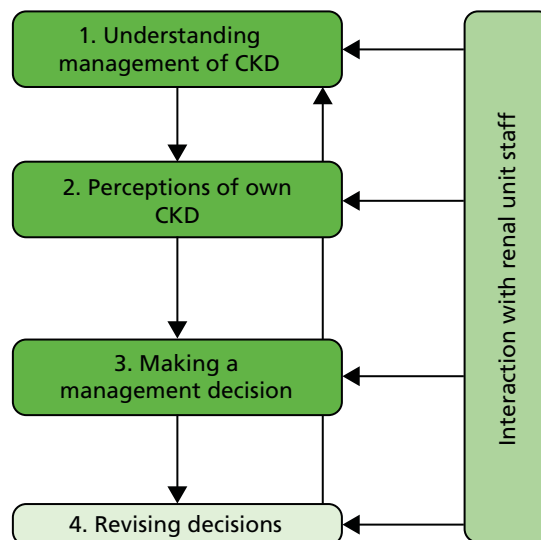 1. Understanding
management of CKD
2. Perceptions of own
CKD
3. Making a
management decision
4. Revising decisions
Interaction with renal unit staff